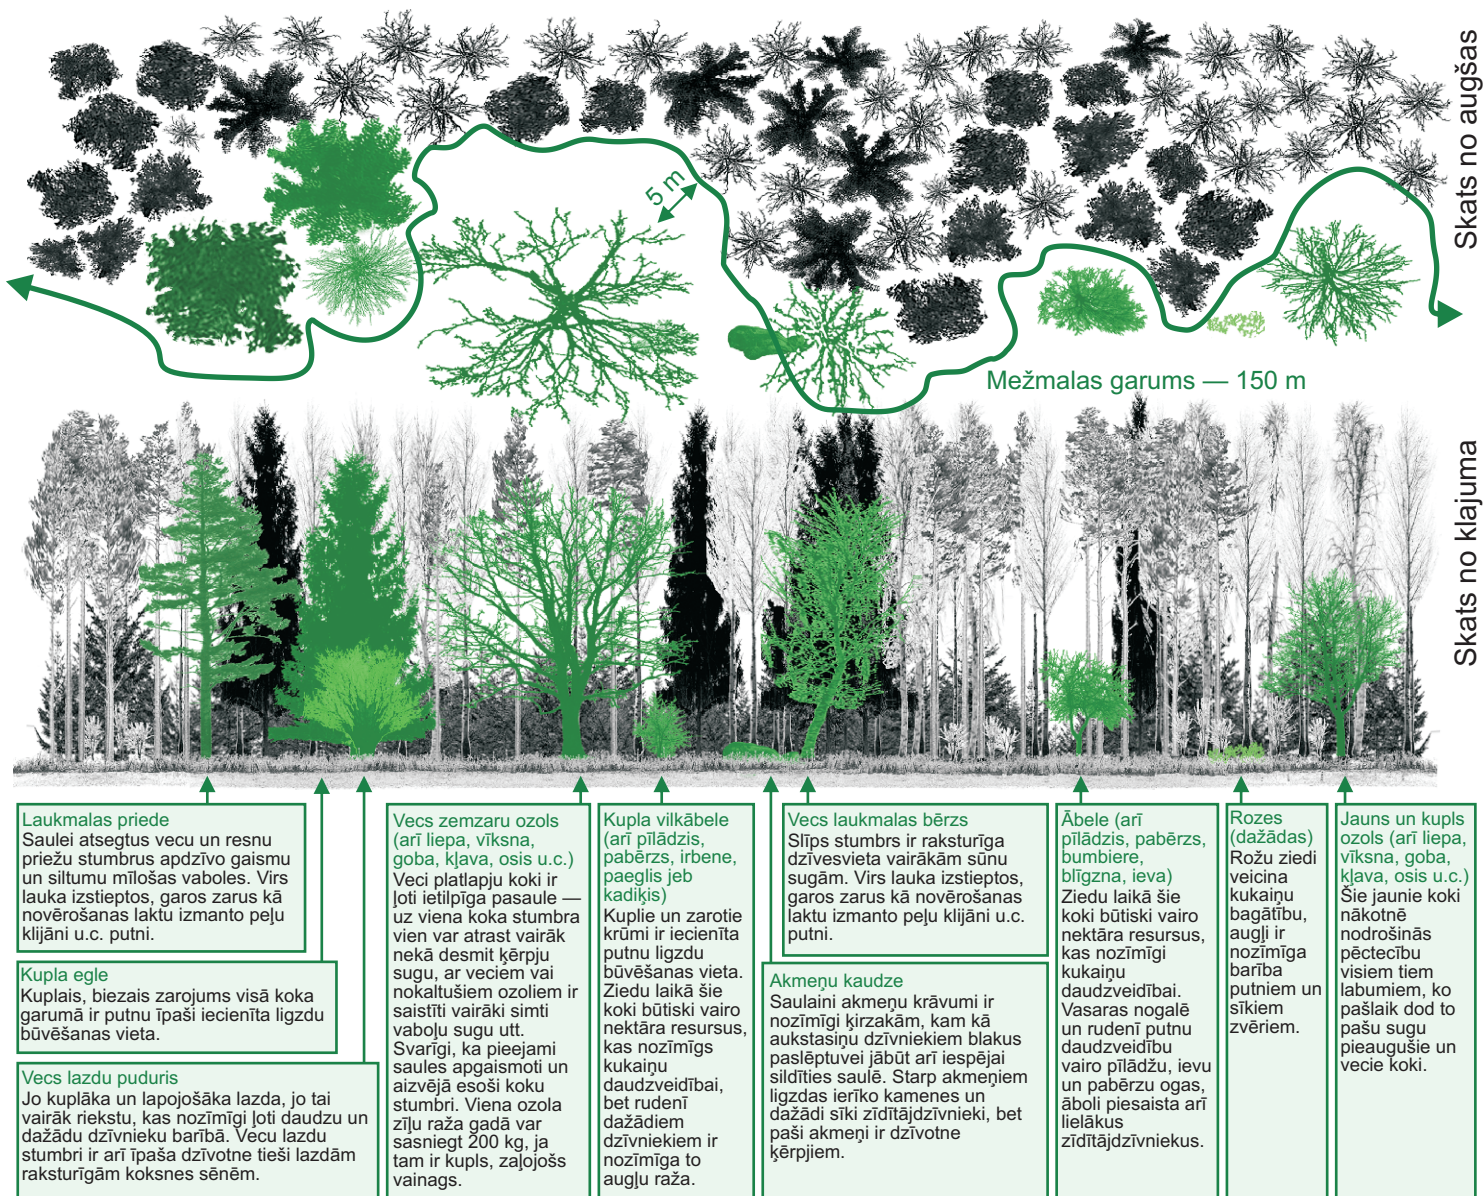 Skats no augšas
5 m
Mežmalas garums — 150 m
Skats no klajuma
Laukmalas priede
Saulei atsegtus vecu un resnu
priežu stumbrus apdzīvo gaismu
un siltumu mīlošas vaboles. Virs
lauka izstieptos, garos zarus kā
novērošanas laktu izmanto peļu
klijāni u.c. putni.
Kupla egle
Kuplais, biezais zarojums visā koka
garumā ir putnu īpaši iecienīta ligzdu
būvēšanas vieta.
Vecs lazdu puduris
Jo kuplāka un lapojošāka lazda, jo tai
vairāk riekstu, kas nozīmīgi ļoti daudzu un
dažādu dzīvnieku barībā. Vecu lazdu
stumbri ir arī īpaša dzīvotne tieši lazdām
raksturīgām koksnes sēnēm.
Vecs zemzaru ozols
(arī liepa, vīksna,
goba, kļava, osis u.c.)
Veci platlapju koki ir
ļoti ietilpīga pasaule —
uz viena koka stumbra
vien var atrast vairāk
nekā desmit ķērpju
sugu, ar veciem vai
nokaltušiem ozoliem ir
saistīti vairāki simti
vaboļu sugu utt.
Svarīgi, ka pieejami
saules apgaismoti un
aizvējā esoši koku
stumbri. Viena ozola
zīļu raža gadā var
sasniegt 200 kg, ja
tam ir kupls, zaļojošs
vainags.
Kupla vilkābele
(arī pīlādzis,
pabērzs, irbene,
paeglis jeb
kadiķis)
Kuplie un zarotie
krūmi ir iecienīta
putnu ligzdu
būvēšanas vieta.
Ziedu laikā šie
koki būtiski vairo
nektāra resursus,
kas nozīmīgs
kukaiņu
daudzveidībai,
bet rudenī
dažādiem
dzīvniekiem ir
nozīmīga to
augļu raža.
Vecs laukmalas bērzs
Slīps stumbrs ir raksturīga
dzīvesvieta vairākām sūnu
sugām. Virs lauka izstieptos,
garos zarus kā novērošanas
laktu izmanto peļu klijāni u.c.
putni.
Akmeņu kaudze
Saulaini akmeņu krāvumi ir
nozīmīgi ķirzakām, kam kā
aukstasiņu dzīvniekiem blakus
paslēptuvei jābūt arī iespējai
sildīties saulē. Starp akmeņiem
ligzdas ierīko kamenes un
dažādi sīki zīdītājdzīvnieki, bet
paši akmeņi ir dzīvotne
ķērpjiem.
Ābele (arī
pīlādzis, pabērzs,
bumbiere,
blīgzna, ieva)
Ziedu laikā šie
koki būtiski vairo
nektāra resursus,
kas nozīmīgi
kukaiņu
daudzveidībai.
Vasaras nogalē
un rudenī putnu
daudzveidību
vairo pīlādžu, ievu
un pabērzu ogas,
āboli piesaista arī
lielākus
zīdītājdzīvniekus.
Rozes
(dažādas)
Rožu ziedi
veicina
kukaiņu
bagātību,
augļi ir
nozīmīga
barība
putniem un
sīkiem
zvēriem.
Jauns un kupls
ozols (arī liepa,
vīksna, goba,
kļava, osis u.c.)
Šie jaunie koki
nākotnē
nodrošinās
pēctecību
visiem tiem
labumiem, ko
pašlaik dod to
pašu sugu
pieaugušie un
vecie koki.